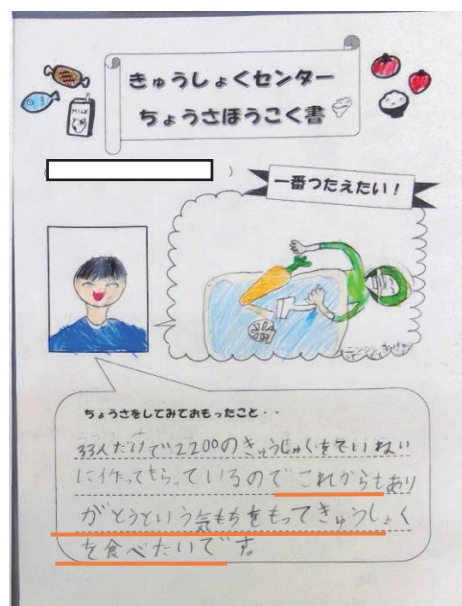 きゅうしょくセンター
ちょうさほうこく書
MILK
一番つたえたい！
ちょうさをしてみておもったこと・・
33人だけで2200のきゅうしょくをていねい
に作ってもらっているのでこれからもあり
がとうという気もちをもってきゅうしょく
を食べたいです。